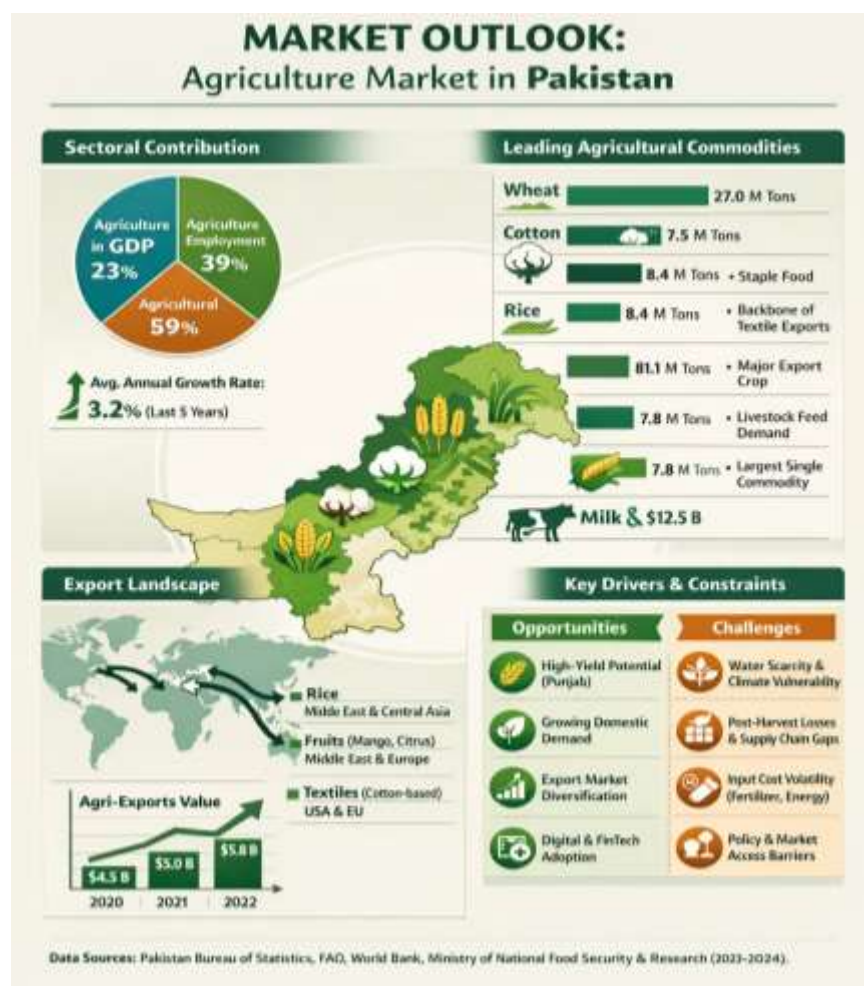 MARKET OUTLOOK:
Agriculture Market in Pakistan
Sectoral Contribution
Agriculture
in GDP
23%
Agriculture
Employment
39%
Agricultural
59%
Avg. Annual Growth Rate:
3.2% (Last 5 Years)
Leading Agricultural Commodities
Wheat
27.0 M Tons
Cotton
7.5 M Tons
8.4 M Tons • Staple Food
Rice
8.4 M Tons
• Backbone of
Textile Exports
81.1 M Tons
• Major Export
Crop
7.8 M Tons
• Livestock Feed
Demand
7.8 M Tons
• Largest Single
Commodity
Milk & $12.5 B
Export Landscape
Rice
Middle East & Central Asia
Fruits (Mango, Citrus)
Middle East & Europe
Textiles (Cotton-based)
USA & EU
Agri-Exports Value
$4.5 B
$5.0 B
$5.8 B
2020
2021
2022
Key Drivers & Constraints
Opportunities
High-Yield Potential
(Punjab)
Growing Domestic
Demand
Export Market
Diversification
Digital & FinTech
Adoption
Challenges
Water Scarcity &
Climate Vulnerability
Post-Harvest Losses
& Supply Chain Gaps
Input Cost Volatility
(Fertilizer, Energy)
Policy & Market
Access Barriers
Data Sources: Pakistan Bureau of Statistics, FAO, World Bank, Ministry of National Food Security & Research (2023-2024).